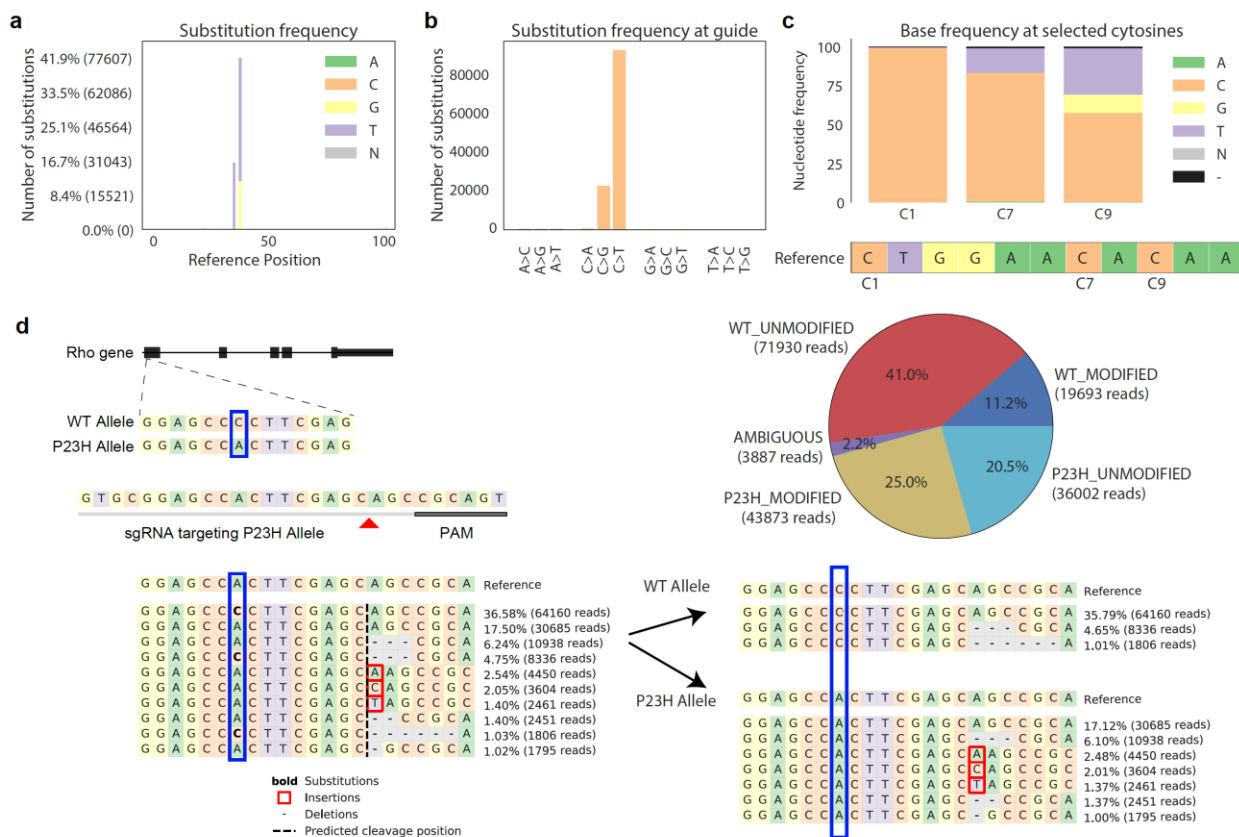 a
Substitution frequency
Number of substitutions
41.9% (77607)
33.5% (62086)
25.1% (46564)
16.7% (31043)
8.4% (15521)
0.0% (0)
A
C
G
T
N
0 50 100
Reference Position
b
Substitution frequency at guide
Number of substitutions
80000
60000
40000
20000
0
A>C A>G A>T C>A C>G C>T G>A G>C G>T T>A T>C T>G
c
Base frequency at selected cytosines
Nucleotide frequency
100
75
50
25
0
A
C
G
T
N
-
C1 C7 C9
Reference C T G G A A C A C A A
C1 C7 C9
d
Rho gene
WT Allele G G A G C C C C T T C G A G
P23H Allele G G A G C C A C T T C G A G
G T G C G G A G C C A C T T C G A G C A G C C G C A G T
sgRNA targeting P23H Allele PAM
WT_UNMODIFIED
(71930 reads)
41.0%
WT_MODIFIED
(19693 reads)
11.2%
AMBIGUOUS
(3887 reads)
2.2%
P23H_MODIFIED
(43873 reads)
25.0%
P23H_UNMODIFIED
(36002 reads)
20.5%
G G A G C C A C T T C G A G C A G C C G C A Reference
G G A G C C C C T T C G A G C A G C C G C A 36.58% (64160 reads)
G G A G C C A C T T C G A G C A G C C G C A 17.50% (30685 reads)
G G A G C C A C T T C G A G C - - - C G C A 6.24% (10938 reads)
G G A G C C C C T T C G A G C - - - C G C A 4.75% (8336 reads)
G G A G C C A C T T C G A G C A A G C C G C 2.54% (4450 reads)
G G A G C C A C T T C G A G C C A G C C G C 2.05% (3604 reads)
G G A G C C A C T T C G A G C T A G C C G C 1.40% (2461 reads)
G G A G C C A C T T C G A G C - - C C G C A 1.40% (2451 reads)
G G A G C C C C T T C G A G C - - - - - - A 1.03% (1806 reads)
G G A G C C A C T T C G A G C - G C C G C A 1.02% (1795 reads)
bold Substitutions
Insertions
- Deletions
Predicted cleavage position
WT Allele
P23H Allele
G G A G C C C C T T C G A G C A G C C G C A Reference
G G A G C C C C T T C G A G C A G C C G C A 35.79% (64160 reads)
G G A G C C C C T T C G A G C - - - C G C A 4.65% (8336 reads)
G G A G C C C C T T C G A G C - - - - - - A 1.01% (1806 reads)
G G A G C C A C T T C G A G C A G C C G C A Reference
G G A G C C A C T T C G A G C A G C C G C A 17.12% (30685 reads)
G G A G C C A C T T C G A G C - - - C G C A 6.10% (10938 reads)
G G A G C C A C T T C G A G C A A G C C G C 2.48% (4450 reads)
G G A G C C A C T T C G A G C C A G C C G C 2.01% (3604 reads)
G G A G C C A C T T C G A G C T A G C C G C 1.37% (2461 reads)
G G A G C C A C T T C G A G C - - C C G C A 1.37% (2451 reads)
G G A G C C A C T T C G A G C - G C C G C A 1.00% (1795 reads)